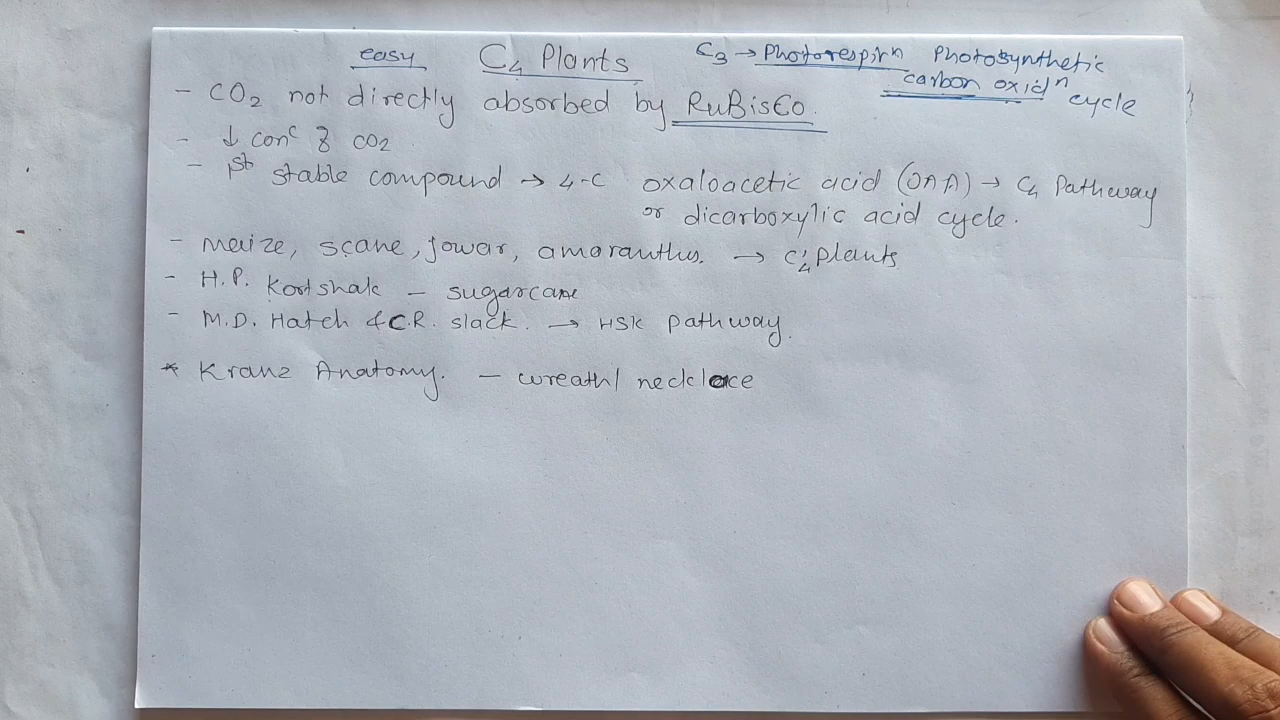 easy C4 Plants C3 → Photorespirn Photosynthetic
carbon oxidn cycle
- CO2 not directly absorbed by RuBisCo.
- ↓ conc of CO2
- 1st stable compound → 4-C oxaloacetic acid (OAA) → C4 Pathway
or dicarboxylic acid cycle.
- Maize, scane, Jowar, amaranthus. → C4 Plants
- H.P. Kortshak - sugarcane
- M.D. Hatch & C.R. slack. → HSK pathway.
* Kranz Anatomy. - wreath/ necklace